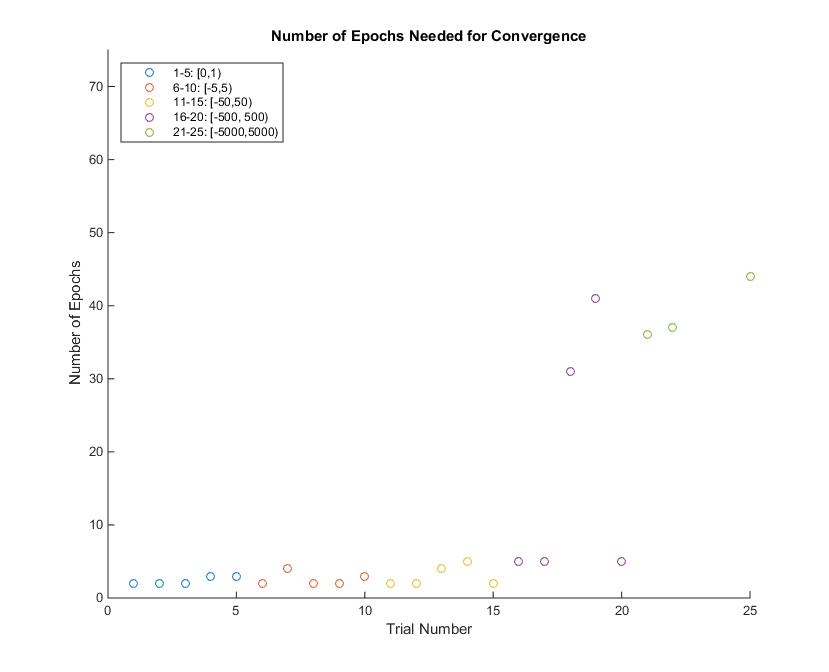 Number of Epochs Needed for Convergence
1-5: [0,1)
6-10: [-5,5)
11-15: [-50,50)
16-20: [-500, 500)
21-25: [-5000,5000)
Number of Epochs
70
60
50
40
30
20
10
0
0 5 10 15 20 25
Trial Number